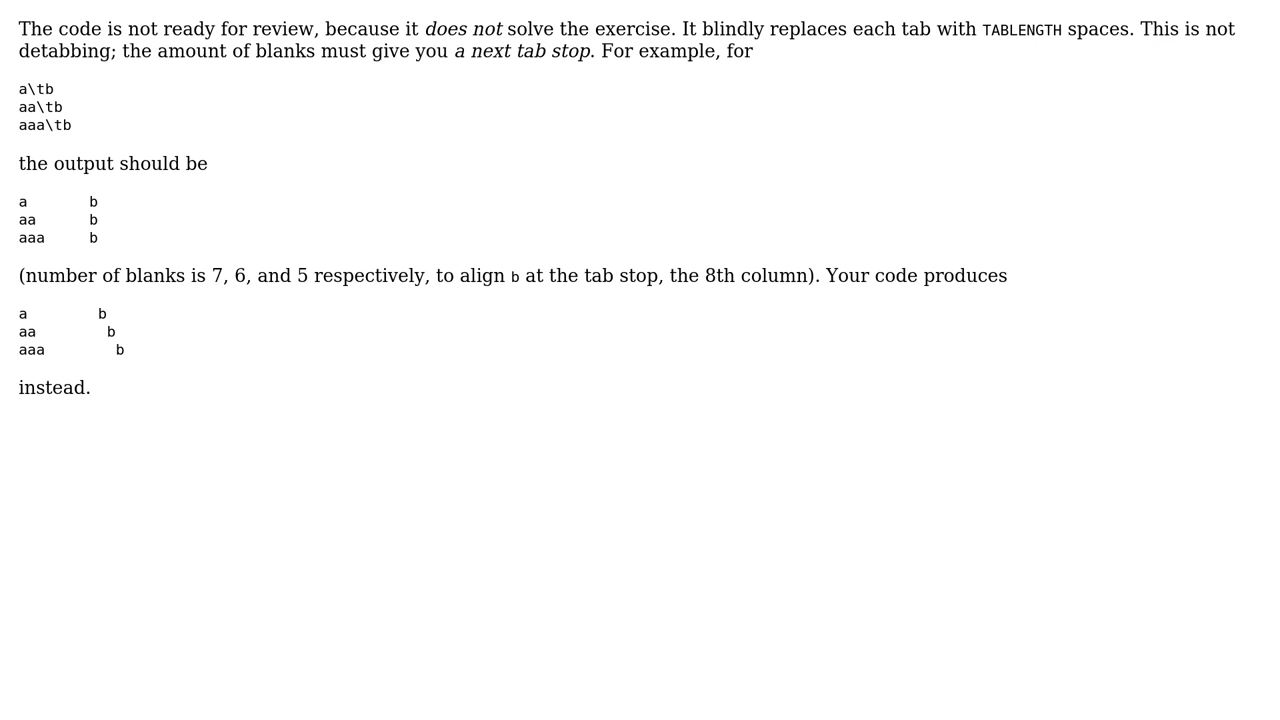 The code is not ready for review, because it does not solve the exercise. It blindly replaces each tab with TABLENGTH spaces. This is not
detabbing; the amount of blanks must give you a next tab stop. For example, for
a\tb
aa\tb
aaa\tb
the output should be
a       b
aa      b
aaa     b
(number of blanks is 7, 6, and 5 respectively, to align b at the tab stop, the 8th column). Your code produces
a        b
aa        b
aaa        b
instead.